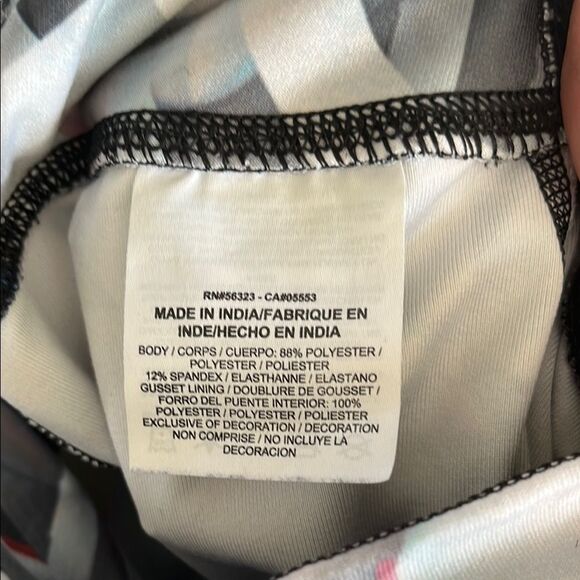 RN#56323 - CA#05553
MADE IN INDIA/FABRIQUE EN
INDE/HECHO EN INDIA
BODY / CORPS / CUERPO: 88% POLYESTER /
POLYESTER / POLIESTER
12% SPANDEX / ELASTHANNE / ELASTANO
GUSSET LINING / DOUBLURE DE GOUSSET /
FORRO DEL PUENTE INTERIOR: 100%
POLYESTER / POLYESTER / POLIESTER
EXCLUSIVE OF DECORATION / DECORATION
NON COMPRISE / NO INCLUYE LA
DECORACION